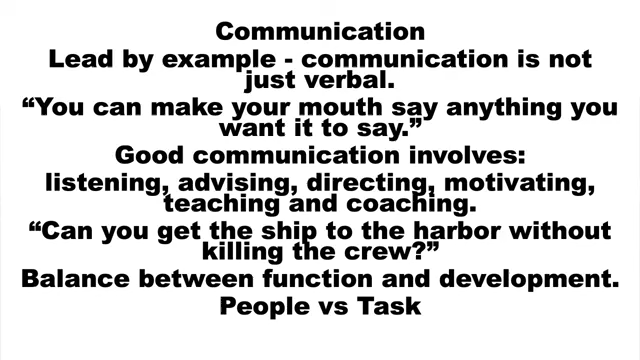 Communication
Lead by example - communication is not
just verbal.
“You can make your mouth say anything you
want it to say.”
Good communication involves:
listening, advising, directing, motivating,
teaching and coaching.
“Can you get the ship to the harbor without
killing the crew?”
Balance between function and development.
People vs Task